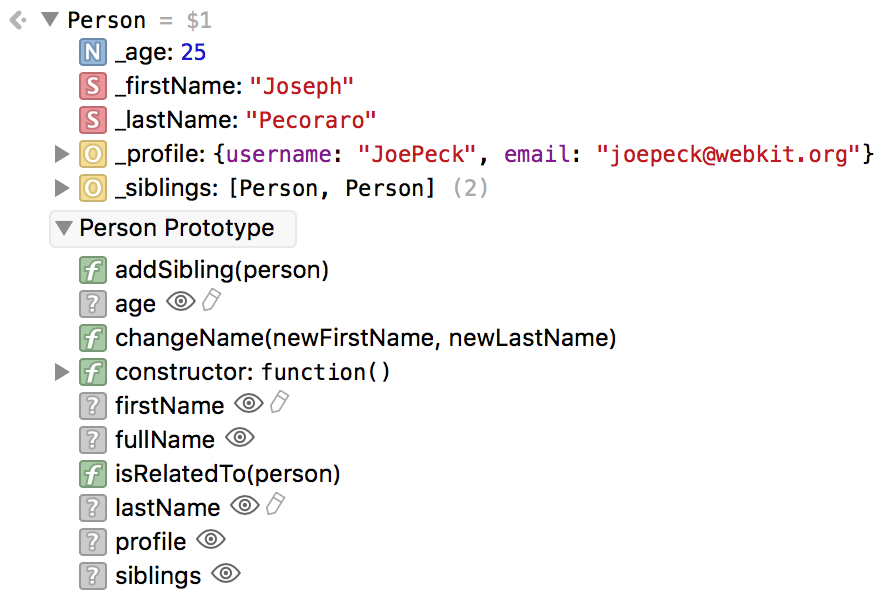 Person = $1
N _age: 25
S _firstName: "Joseph"
S _lastName: "Pecoraro"
O _profile: {username: "JoePeck", email: "joepeck@webkit.org"}
O _siblings: [Person, Person] (2)
Person Prototype
f addSibling(person)
? age
f changeName(newFirstName, newLastName)
f constructor: function()
? firstName
? fullName
f isRelatedTo(person)
? lastName
? profile
? siblings